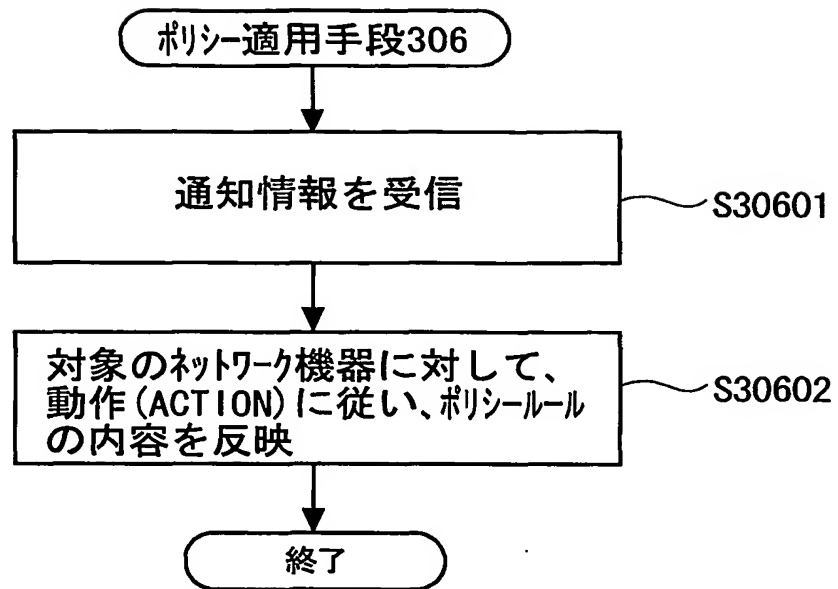 ポリシー適用手段306
通知情報を受信
S30601
対象のネットワーク機器に対して、
動作(ACTION)に従い、ポリシールール
の内容を反映
S30602
終了